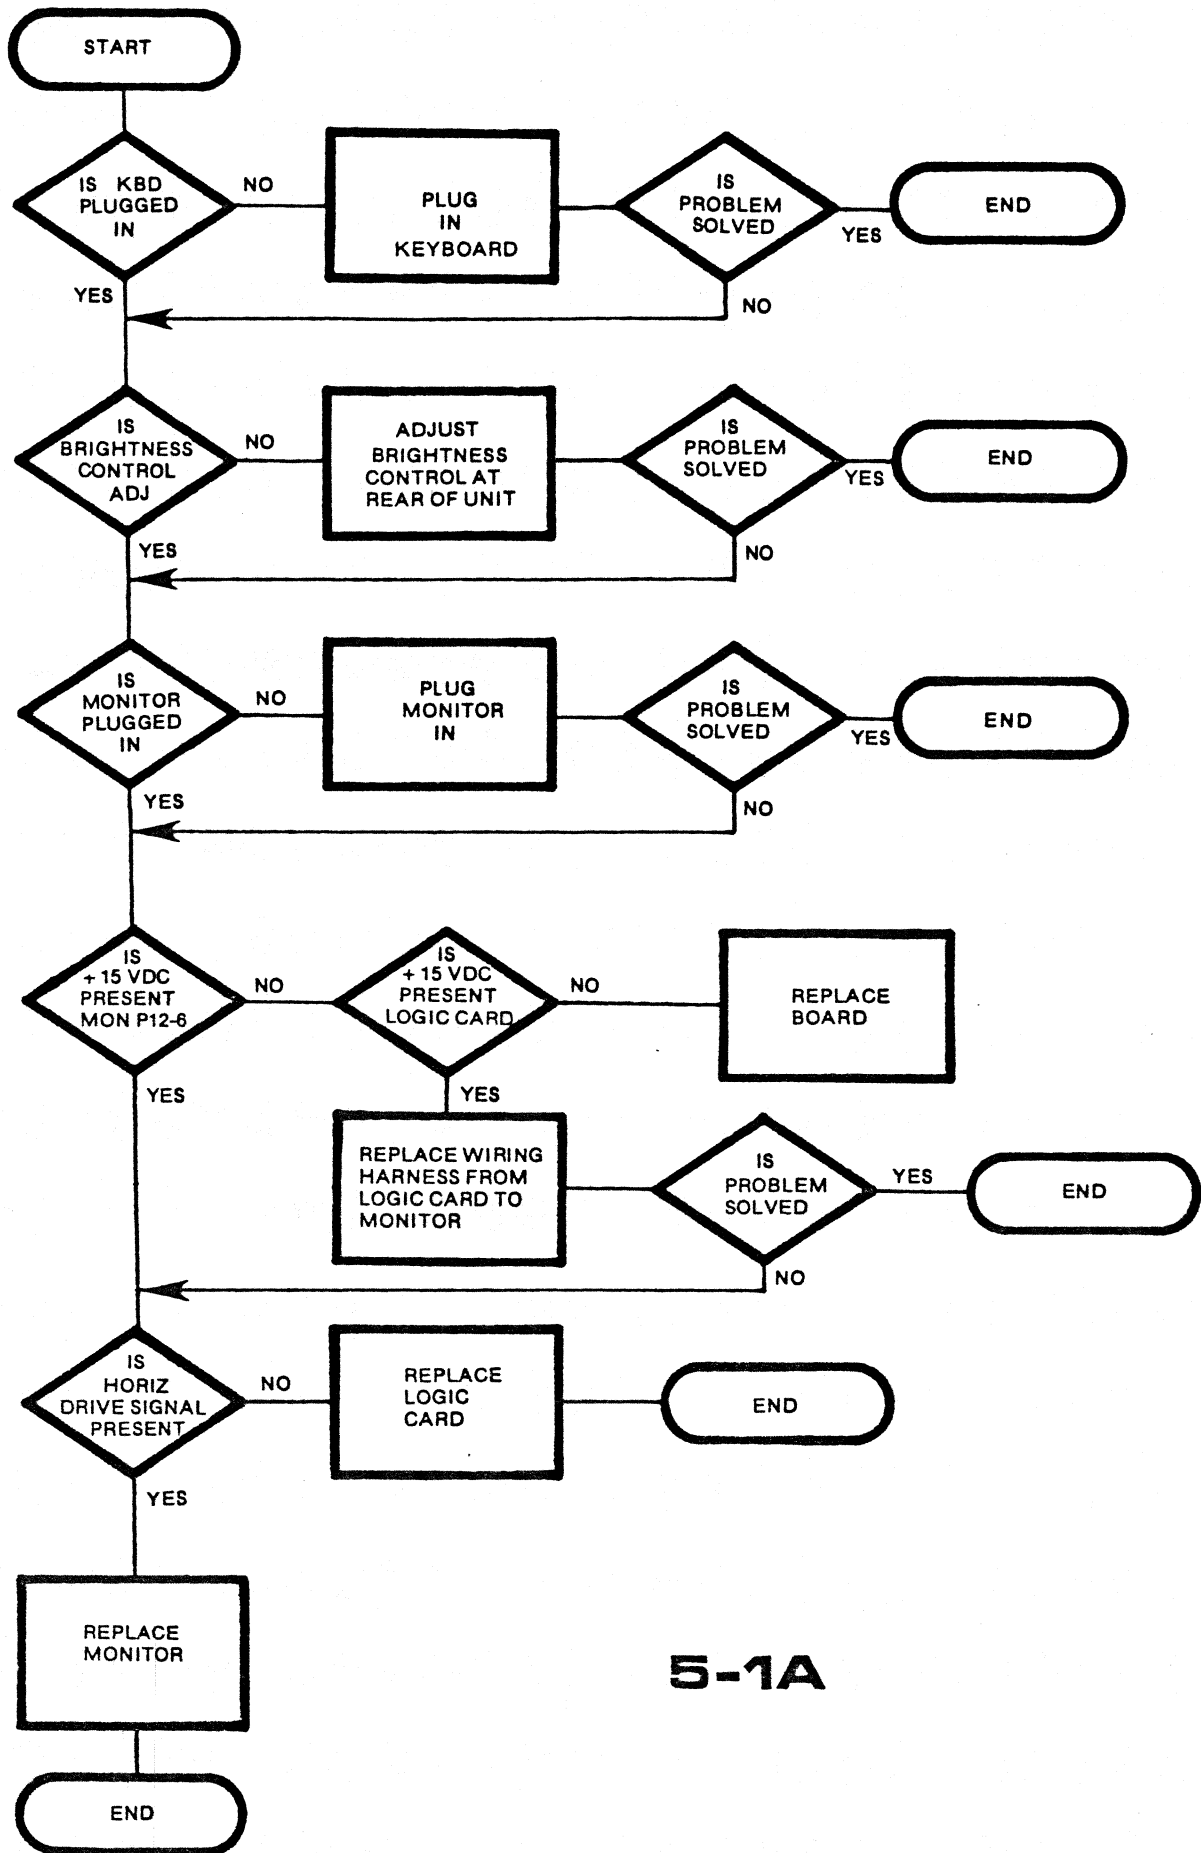 START
IS KBD
PLUGGED
IN
NO
PLUG
IN
KEYBOARD
IS
PROBLEM
SOLVED
YES
END
YES
NO
IS
BRIGHTNESS
CONTROL
ADJ
NO
ADJUST
BRIGHTNESS
CONTROL AT
REAR OF UNIT
IS
PROBLEM
SOLVED
YES
END
YES
NO
IS
MONITOR
PLUGGED
IN
NO
PLUG
MONITOR
IN
IS
PROBLEM
SOLVED
YES
END
YES
NO
IS
+ 15 VDC
PRESENT
MON P12-6
NO
IS
+ 15 VDC
PRESENT
LOGIC CARD
NO
REPLACE
BOARD
YES
YES
REPLACE WIRING
HARNESS FROM
LOGIC CARD TO
MONITOR
IS
PROBLEM
SOLVED
YES
END
NO
IS
HORIZ
DRIVE SIGNAL
PRESENT
NO
REPLACE
LOGIC
CARD
END
YES
REPLACE
MONITOR
5-1A
END